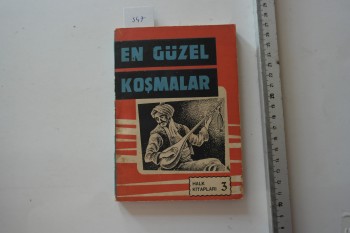 EN GÜZEL
KOŞMALAR
HALK
KİTAPLARI 3